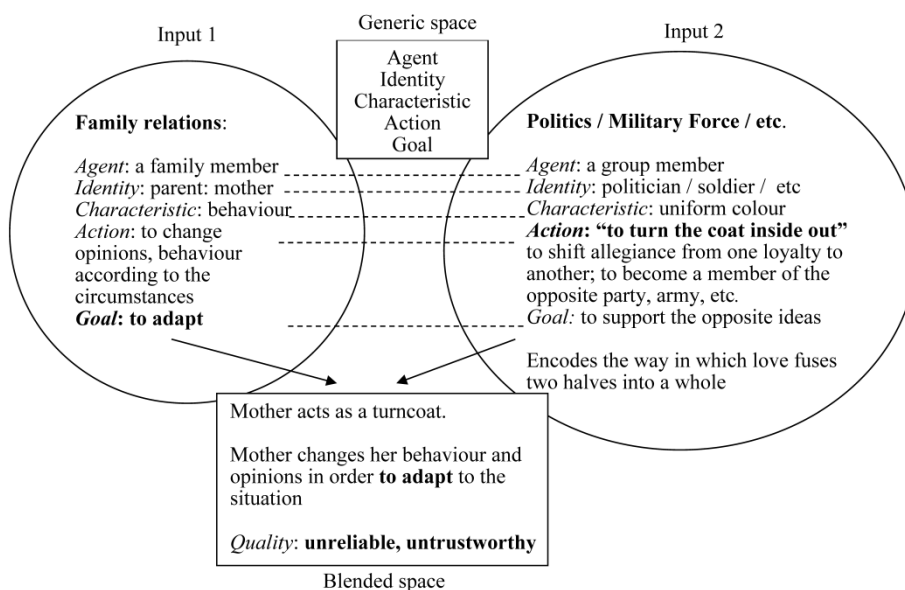 Input 1
Generic space
Input 2
Agent
Identity
Characteristic
Action
Goal
Family relations:
Agent: a family member
Identity: parent: mother
Characteristic: behaviour
Action: to change
opinions, behaviour
according to the
circumstances
Goal: to adapt
Politics / Military Force / etc.
Agent: a group member
Identity: politician / soldier / etc
Characteristic: uniform colour
Action: “to turn the coat inside out”
to shift allegiance from one loyalty to
another; to become a member of the
opposite party, army, etc.
Goal: to support the opposite ideas
Encodes the way in which love fuses
two halves into a whole
Mother acts as a turncoat.
Mother changes her behaviour and
opinions in order to adapt to the
situation
Quality: unreliable, untrustworthy
Blended space